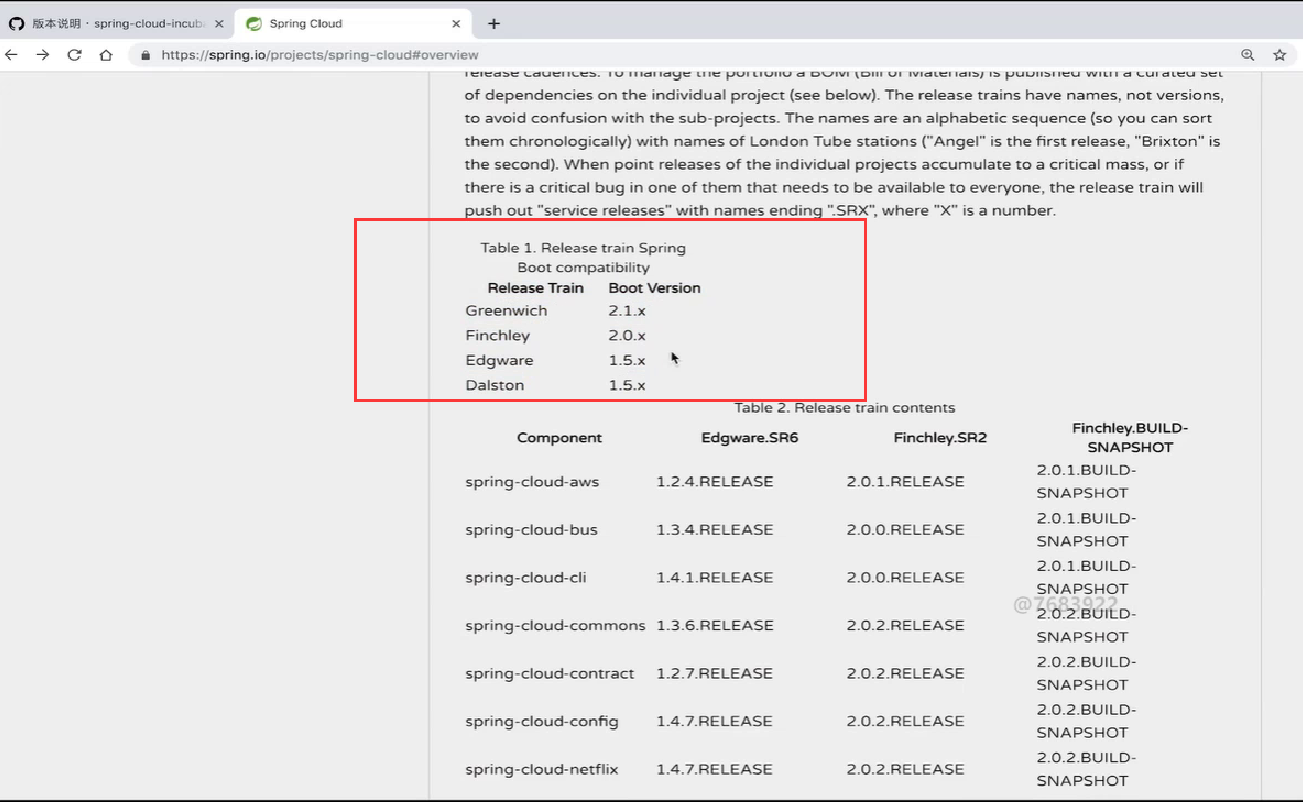 版本说明 · spring-cloud-incuba
Spring Cloud
https://spring.io/projects/spring-cloud#overview
release cadences. To manage the portfolio a BOM (Bill of Materials) is published with a curated set
of dependencies on the individual project (see below). The release trains have names, not versions,
to avoid confusion with the sub-projects. The names are an alphabetic sequence (so you can sort
them chronologically) with names of London Tube stations ("Angel" is the first release, "Brixton" is
the second). When point releases of the individual projects accumulate to a critical mass, or if
there is a critical bug in one of them that needs to be available to everyone, the release train will
push out "service releases" with names ending ".SRX", where "X" is a number.
Table 1. Release train Spring
Boot compatibility
Release Train Boot Version
Greenwich 2.1.x
Finchley 2.0.x
Edgware 1.5.x
Dalston 1.5.x
Table 2. Release train contents
Component Edgware.SR6 Finchley.SR2 Finchley.BUILD-
SNAPSHOT
spring-cloud-aws 1.2.4.RELEASE 2.0.1.RELEASE 2.0.1.BUILD-
SNAPSHOT
spring-cloud-bus 1.3.4.RELEASE 2.0.0.RELEASE 2.0.1.BUILD-
SNAPSHOT
spring-cloud-cli 1.4.1.RELEASE 2.0.0.RELEASE 2.0.1.BUILD-
SNAPSHOT
@7683922
spring-cloud-commons 1.3.6.RELEASE 2.0.2.RELEASE 2.0.2.BUILD-
SNAPSHOT
spring-cloud-contract 1.2.7.RELEASE 2.0.2.RELEASE 2.0.2.BUILD-
SNAPSHOT
spring-cloud-config 1.4.7.RELEASE 2.0.2.RELEASE 2.0.2.BUILD-
SNAPSHOT
spring-cloud-netflix 1.4.7.RELEASE 2.0.2.RELEASE 2.0.2.BUILD-
SNAPSHOT